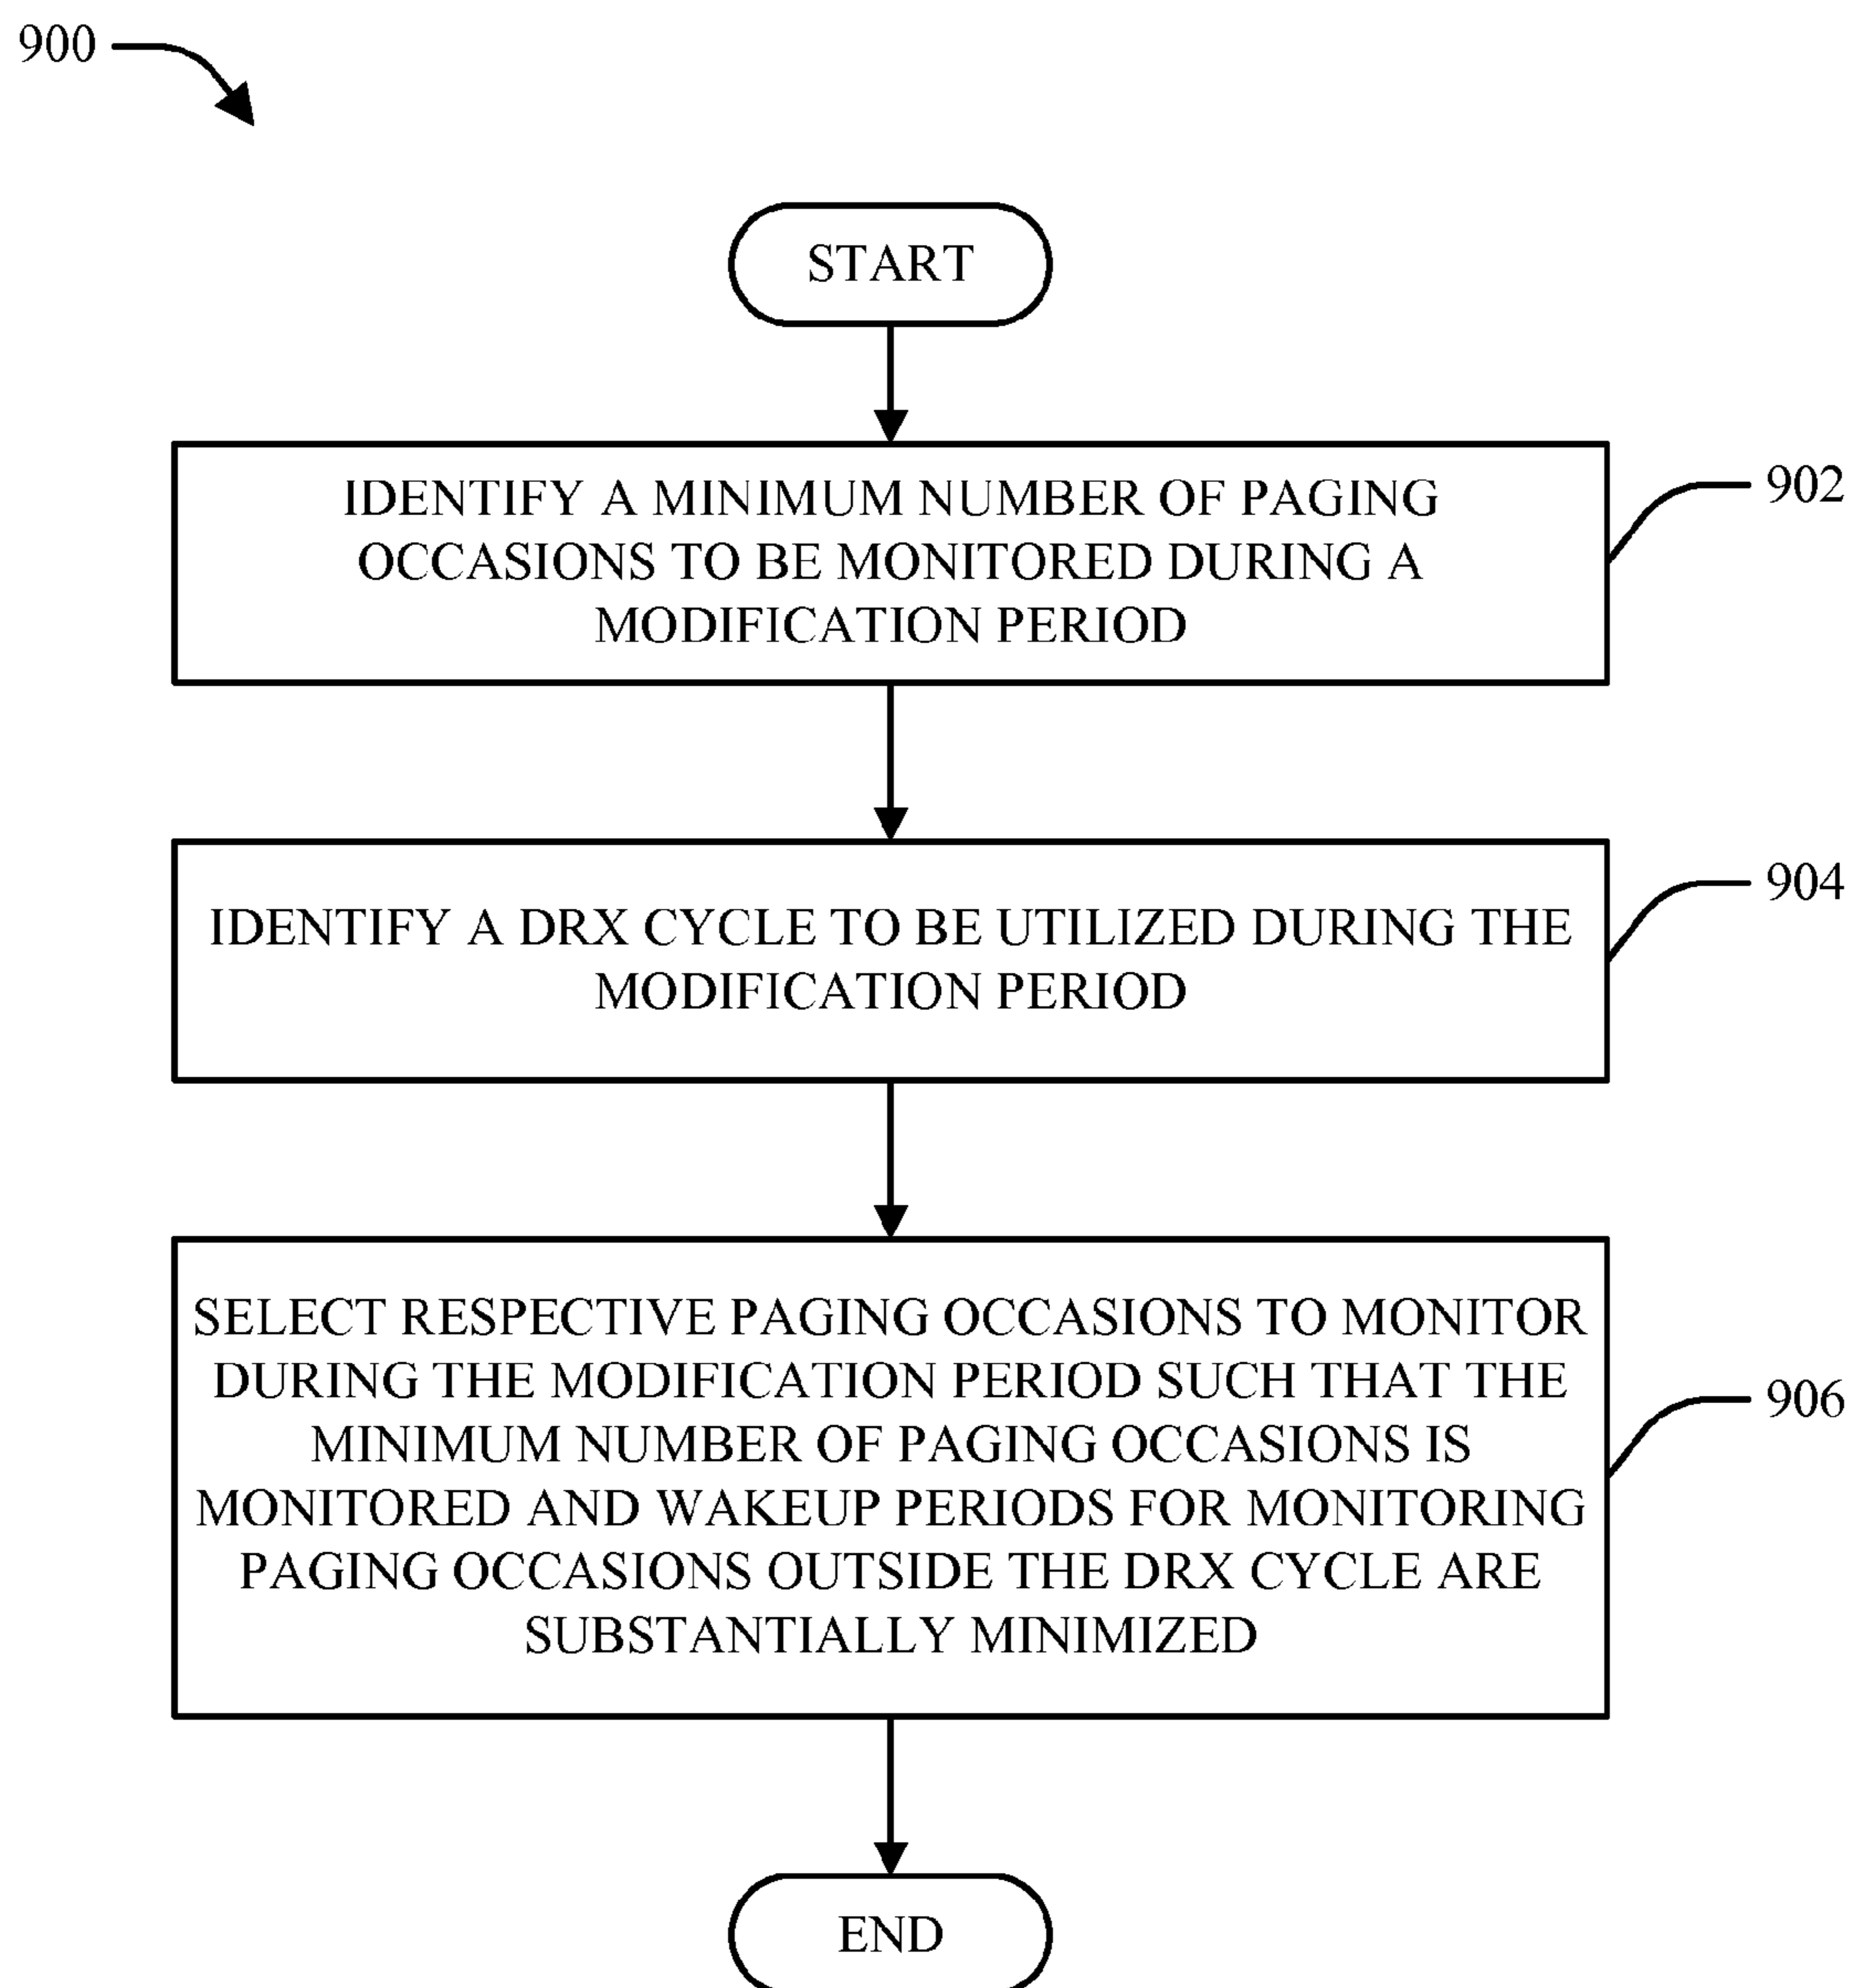 900
START
IDENTIFY A MINIMUM NUMBER OF PAGING
OCCASIONS TO BE MONITORED DURING A
MODIFICATION PERIOD
902
IDENTIFY A DRX CYCLE TO BE UTILIZED DURING THE
MODIFICATION PERIOD
904
SELECT RESPECTIVE PAGING OCCASIONS TO MONITOR
DURING THE MODIFICATION PERIOD SUCH THAT THE
MINIMUM NUMBER OF PAGING OCCASIONS IS
MONITORED AND WAKEUP PERIODS FOR MONITORING
PAGING OCCASIONS OUTSIDE THE DRX CYCLE ARE
SUBSTANTIALLY MINIMIZED
906
END